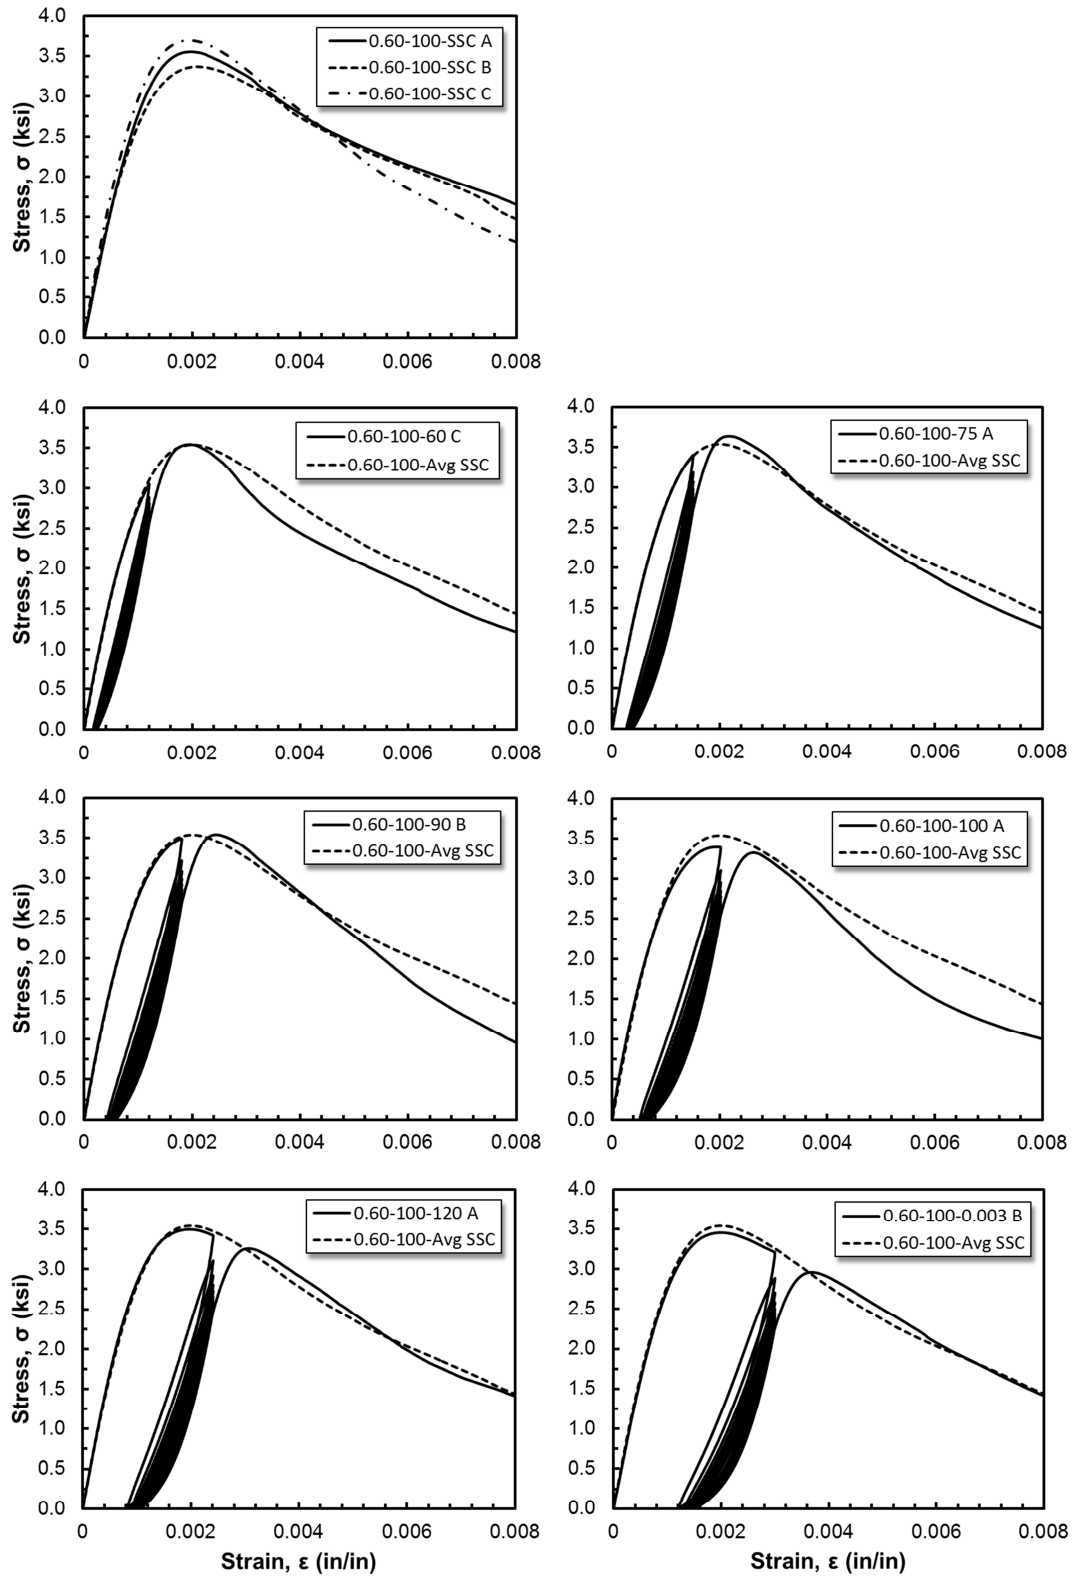 4.0
3.5
3.0
2.5
2.0
1.5
1.0
0.5
0.0
Stress, σ (ksi)
0.60-100-SSC A
0.60-100-SSC B
0.60-100-SSC C
0 0.002 0.004 0.006 0.008
4.0
3.5
3.0
2.5
2.0
1.5
1.0
0.5
0.0
Stress, σ (ksi)
0.60-100-60 C
0.60-100-Avg SSC
0 0.002 0.004 0.006 0.008
4.0
3.5
3.0
2.5
2.0
1.5
1.0
0.5
0.0
0.60-100-75 A
0.60-100-Avg SSC
0 0.002 0.004 0.006 0.008
4.0
3.5
3.0
2.5
2.0
1.5
1.0
0.5
0.0
Stress, σ (ksi)
0.60-100-90 B
0.60-100-Avg SSC
0 0.002 0.004 0.006 0.008
4.0
3.5
3.0
2.5
2.0
1.5
1.0
0.5
0.0
0.60-100-100 A
0.60-100-Avg SSC
0 0.002 0.004 0.006 0.008
4.0
3.5
3.0
2.5
2.0
1.5
1.0
0.5
0.0
Stress, σ (ksi)
0.60-100-120 A
0.60-100-Avg SSC
0 0.002 0.004 0.006 0.008
Strain, ε (in/in)
4.0
3.5
3.0
2.5
2.0
1.5
1.0
0.5
0.0
0.60-100-0.003 B
0.60-100-Avg SSC
0 0.002 0.004 0.006 0.008
Strain, ε (in/in)